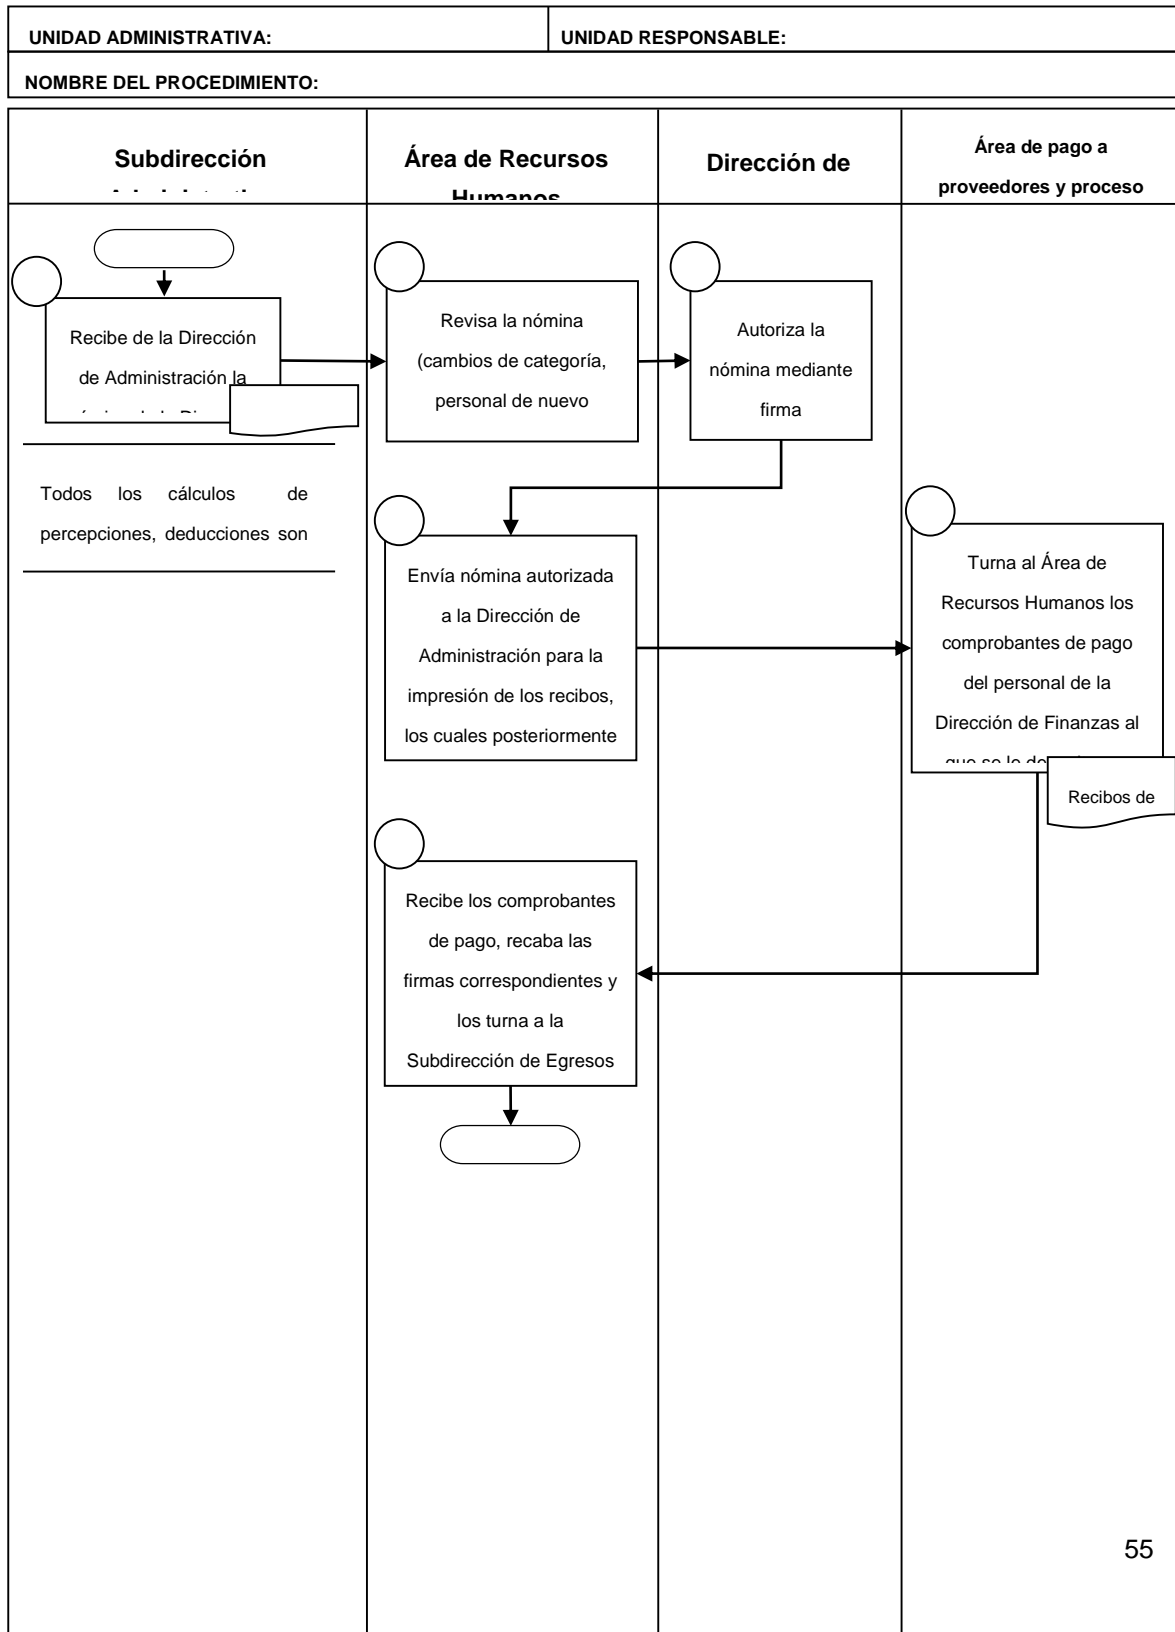 UNIDAD ADMINISTRATIVA:
UNIDAD RESPONSABLE:
NOMBRE DEL PROCEDIMIENTO:
Subdirección
Área de Recursos
Humanos
Dirección de
Área de pago a
proveedores y proceso
Recibe de la Dirección
de Administración la
Revisa la nómina
(cambios de categoría,
personal de nuevo
Autoriza la
nómina mediante
firma
Todos los cálculos de
percepciones, deducciones son
Envía nómina autorizada
a la Dirección de
Administración para la
impresión de los recibos,
los cuales posteriormente
Turna al Área de
Recursos Humanos los
comprobantes de pago
del personal de la
Dirección de Finanzas al
que se le
Recibos de
Recibe los comprobantes
de pago, recaba las
firmas correspondientes y
los turna a la
Subdirección de Egresos
55